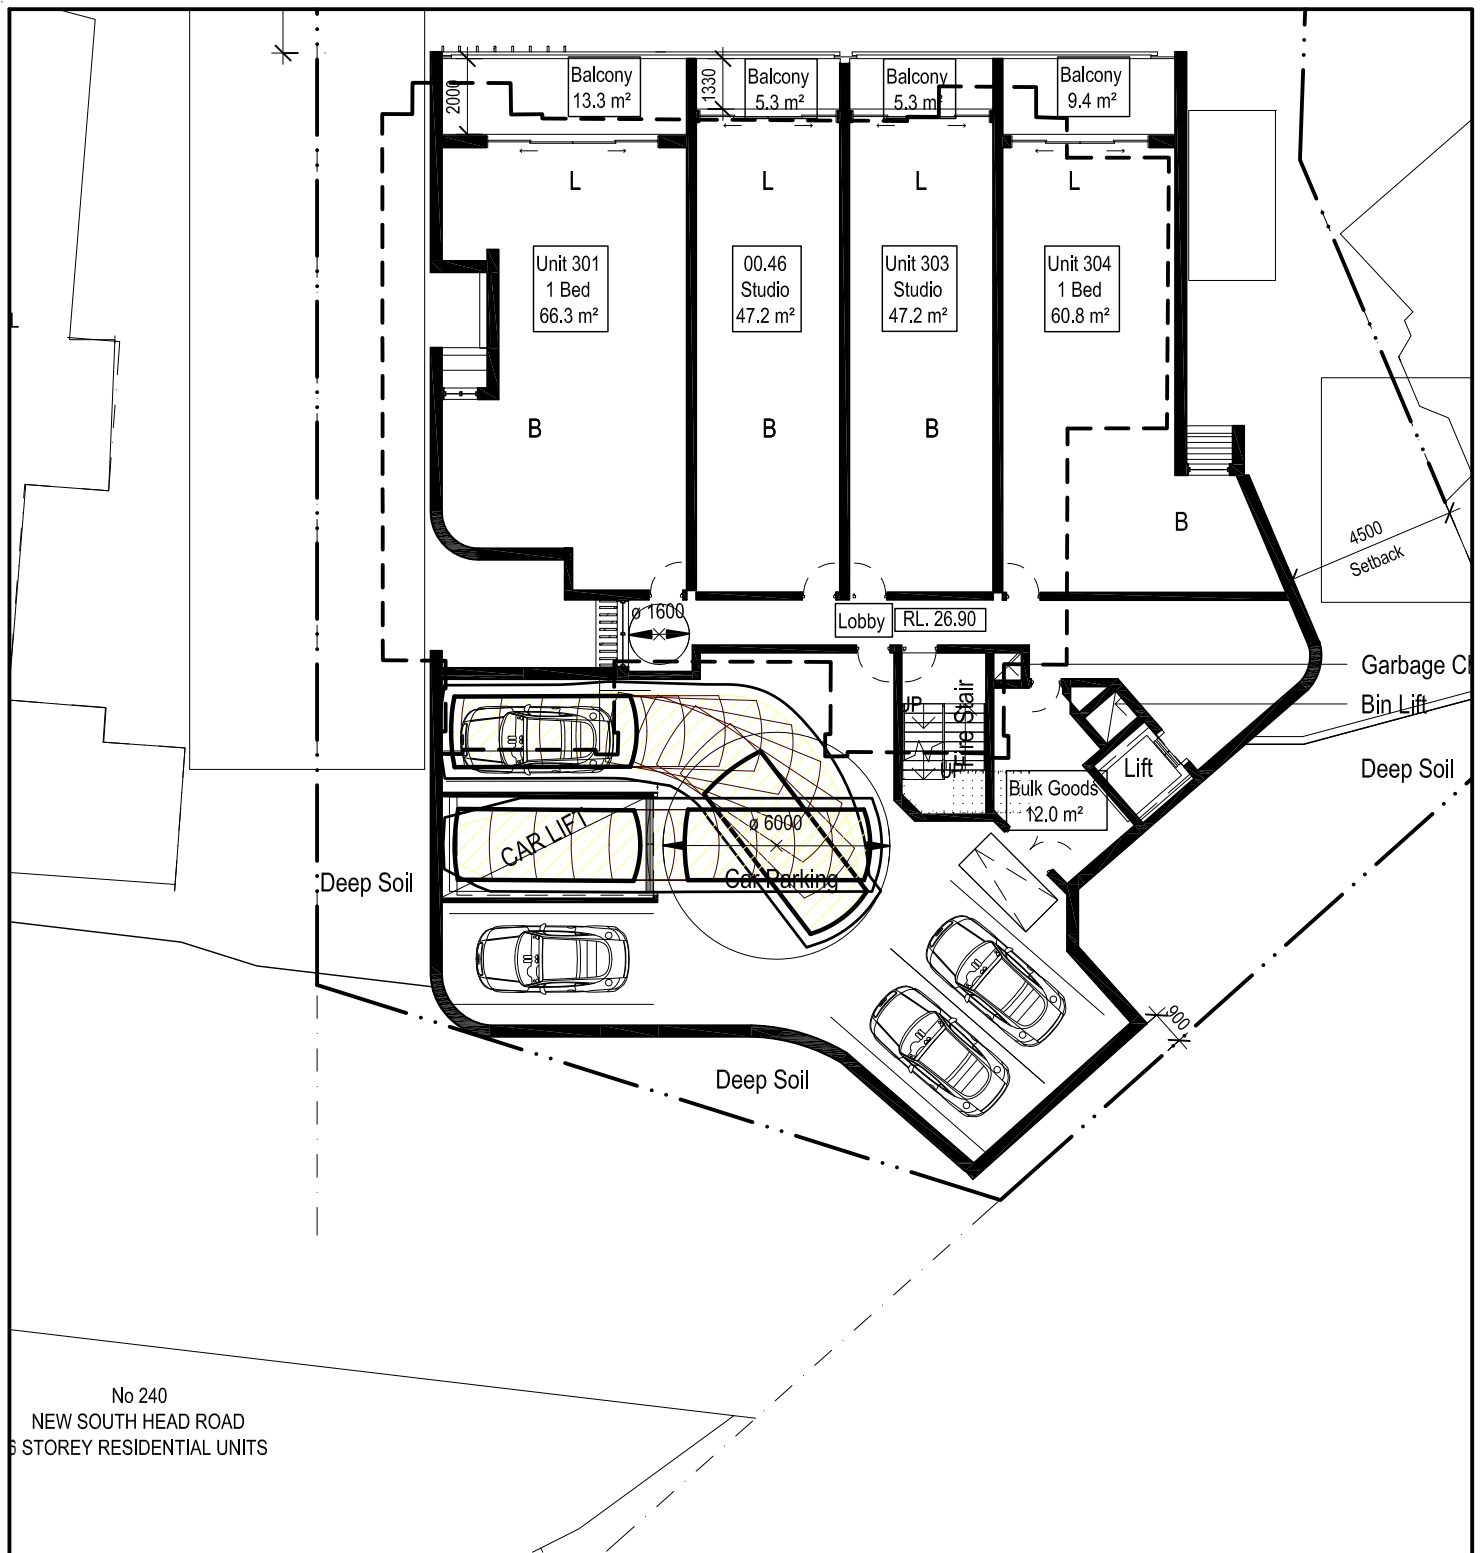 Balcony
13.3 m²
Balcony
5.3 m²
Balcony
5.3 m²
Balcony
9.4 m²
2000
1330
L
L
L
L
Unit 301
1 Bed
66.3 m²
00.46
Studio
47.2 m²
Unit 303
Studio
47.2 m²
Unit 304
1 Bed
60.8 m²
B
B
B
B
4500
Setback
ø 1600
Lobby
RL. 26.90
Garbage
Bin Lift
Fire Stair
UP
UP
Lift
Deep Soil
Bulk Goods
12.0 m²
CAR LIFT
ø 6000
Car Parking
Deep Soil
900
Deep Soil
No 240
NEW SOUTH HEAD ROAD
6 STOREY RESIDENTIAL UNITS